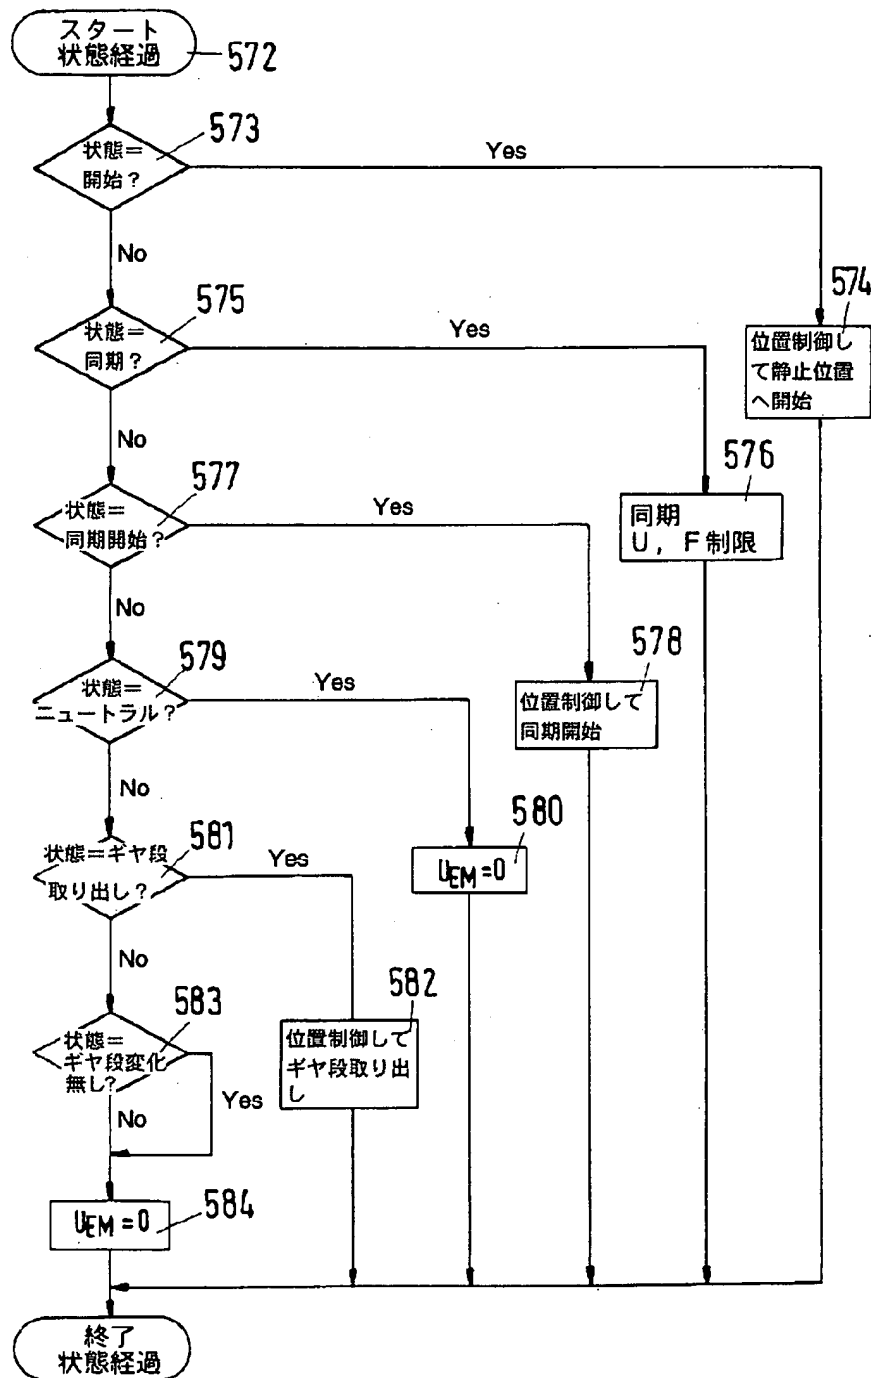 スタート
状態経過
572
573
状態=
開始?
Yes
No
574
位置制御し
て静止位置
へ開始
575
状態=
同期?
Yes
No
576
同期
U, F制限
577
状態=
同期開始?
Yes
No
578
位置制御して
同期開始
579
状態=
ニュートラル?
Yes
No
580
UEM=0
581
状態=ギヤ段
取り出し?
Yes
No
582
位置制御して
ギヤ段取り出
し
583
状態=
ギヤ段変化
無し?
Yes
No
584
UEM=0
終了
状態経過